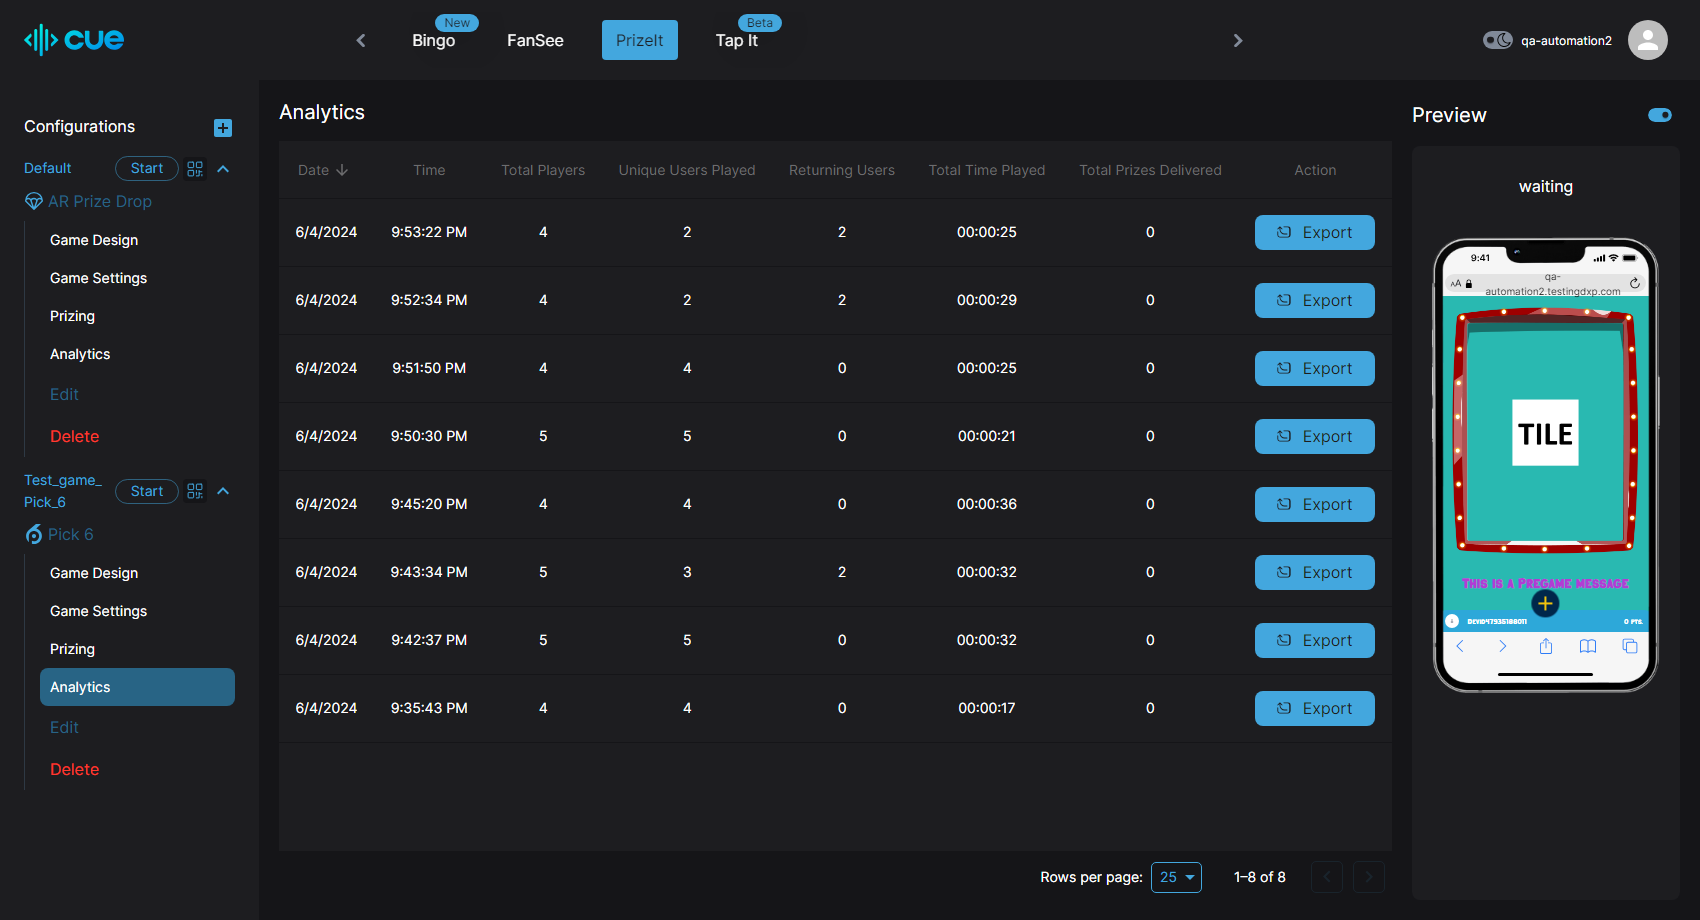 cue
New
Bingo
FanSee
PrizeIt
Beta
Tap It
qa-automation2
Configurations
Default
Start
AR Prize Drop
Game Design
Game Settings
Prizing
Analytics
Edit
Delete
Test_game_
Pick_6
Start
Pick 6
Game Design
Game Settings
Prizing
Analytics
Edit
Delete
Analytics
Date Time Total Players Unique Users Played Returning Users Total Time Played Total Prizes Delivered Action
6/4/2024 9:53:22 PM 4 2 2 00:00:25 0 Export
6/4/2024 9:52:34 PM 4 2 2 00:00:29 0 Export
6/4/2024 9:51:50 PM 4 4 0 00:00:25 0 Export
6/4/2024 9:50:30 PM 5 5 0 00:00:21 0 Export
6/4/2024 9:45:20 PM 4 4 0 00:00:36 0 Export
6/4/2024 9:43:34 PM 5 3 2 00:00:32 0 Export
6/4/2024 9:42:37 PM 5 5 0 00:00:32 0 Export
6/4/2024 9:35:43 PM 4 4 0 00:00:17 0 Export
Rows per page: 25 1–8 of 8
Preview
waiting
9:41
AA
qa-
automation2.testingdxp.com
TILE
THIS IS A PREGAME MESSAGE
0 PTS.